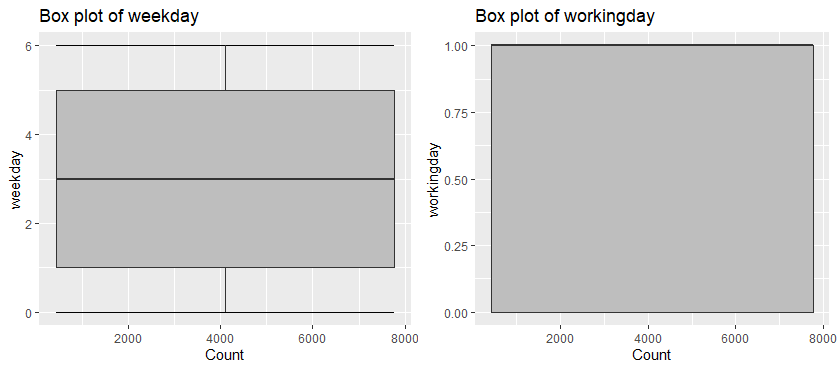 Box plot of weekday
6
4
2
0
weekday
2000 4000 6000 8000
Count
Box plot of workingday
1.00
0.75
0.50
0.25
0.00
workingday
2000 4000 6000 8000
Count